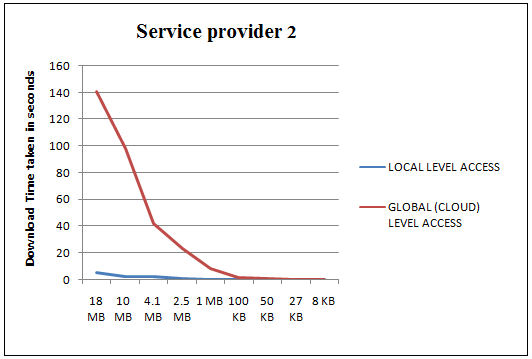 Service provider 2
Download Time taken in seconds
160
140
120
100
80
60
40
20
0
18 MB
10 MB
4.1 MB
2.5 MB
1 MB
100 KB
50 KB
27 KB
8 KB
LOCAL LEVEL ACCESS
GLOBAL (CLOUD)
LEVEL ACCESS